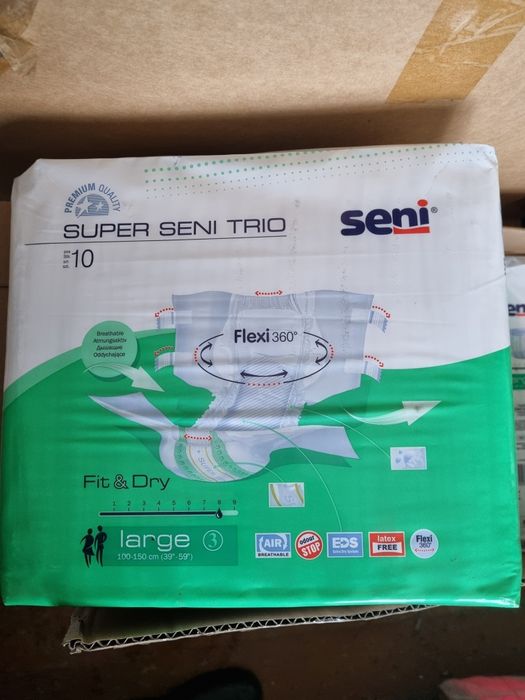 PREMIUM QUALITY
SUPER SENI TRIO
seni®
10
Flexi 360°
Breathable
Atmungsaktiv
Дышащие
Oddychające
Super
Fit & Dry
1 2 3 4 5 6 7 8 9
large 3
100-150 cm (39"-59")
AIR
BREATHABLE
odour
STOP
EDS
latex
FREE
Flexi
360°